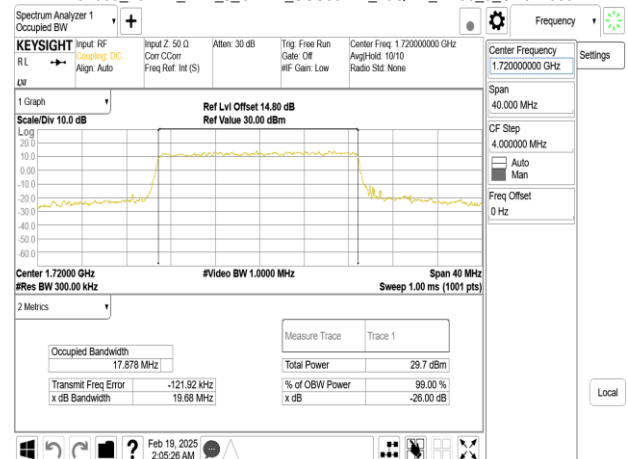 Spectrum Analyzer 1
Occupied BW
Frequency
KEYSIGHT
RL
Input: RF
Coupling: DC
Align: Auto
Input Z: 50 Ω
Corr CCorr
Freq Ref: Int (S)
Atten: 30 dB
Trig: Free Run
Gate: Off
#IF Gain: Low
Center Freq: 1.720000000 GHz
Avg|Hold: 10/10
Radio Std: None
Center Frequency
1.720000000 GHz
Settings
Span
40.000 MHz
CF Step
4.000000 MHz
Auto
Man
Freq Offset
0 Hz
1 Graph
Scale/Div 10.0 dB
Ref Lvl Offset 14.80 dB
Ref Value 30.00 dBm
Log
20.0
10.0
0.00
-10.0
-20.0
-30.0
-40.0
-50.0
-60.0
Center 1.72000 GHz
#Res BW 300.00 kHz
#Video BW 1.0000 MHz
Span 40 MHz
Sweep 1.00 ms (1001 pts)
2 Metrics
Measure Trace
Trace 1
Occupied Bandwidth
17.878 MHz
Total Power
29.7 dBm
Transmit Freq Error
-121.92 kHz
% of OBW Power
99.00 %
x dB Bandwidth
19.68 MHz
x dB
-26.00 dB
Local
?
Feb 19, 2025
2:05:26 AM